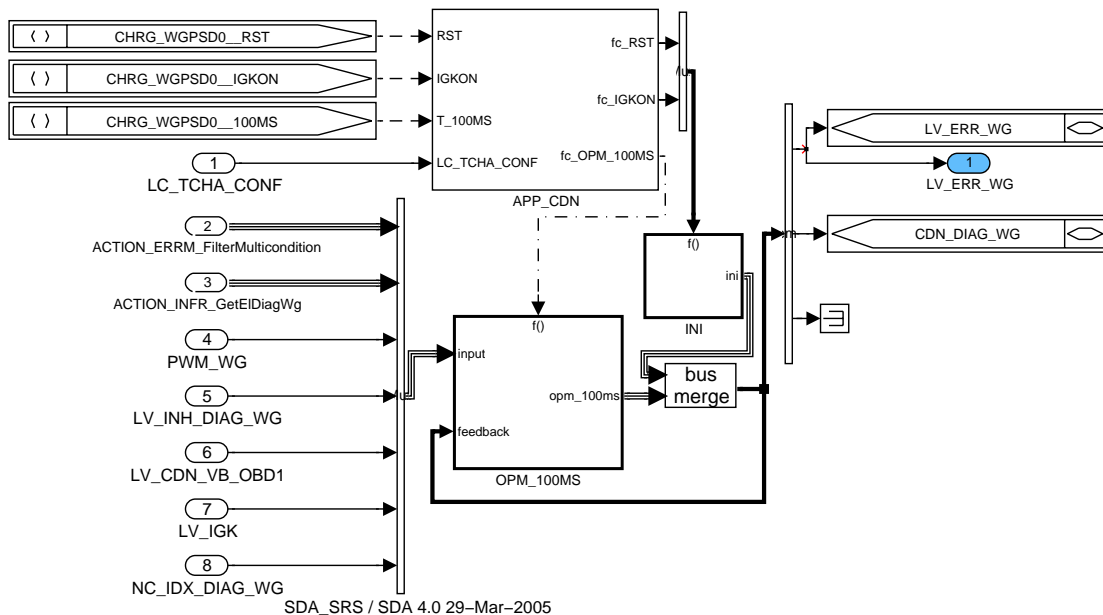 CHRG_WGPSD0__RST
CHRG_WGPSD0__IGKON
CHRG_WGPSD0__100MS
1
LC_TCHA_CONF
RST
IGKON
T_100MS
LC_TCHA_CONF
fc_RST
fc_IGKON
fc_OPM_100MS
APP_CDN
2
ACTION_ERRM_FilterMulticondition
3
ACTION_INFR_GetElDiagWg
4
PWM_WG
5
LV_INH_DIAG_WG
6
LV_CDN_VB_OBD1
7
LV_IGK
8
NC_IDX_DIAG_WG
f()
input
feedback
opm_100ms
OPM_100MS
f()
ini
INI
bus
merge
LV_ERR_WG
1
LV_ERR_WG
CDN_DIAG_WG
SDA_SRS / SDA 4.0 29−Mar−2005